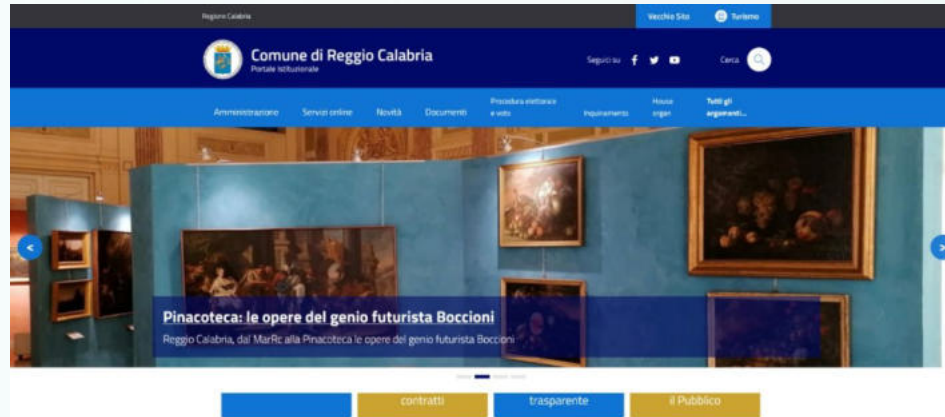 Regione Calabria
Vecchio Sito
Turismo
Comune di Reggio Calabria
Portale Istituzionale
Seguici su
Cerca
Amministrazione
Servizi online
Novità
Documenti
Procedura elettorale
e voto
Inquinamento
House
organ
Tutti gli
argomenti...
<
>
Pinacoteca: le opere del genio futurista Boccioni
Reggio Calabria, dal MarRc alla Pinacoteca le opere del genio futurista Boccioni
contratti
trasparente
il Pubblico